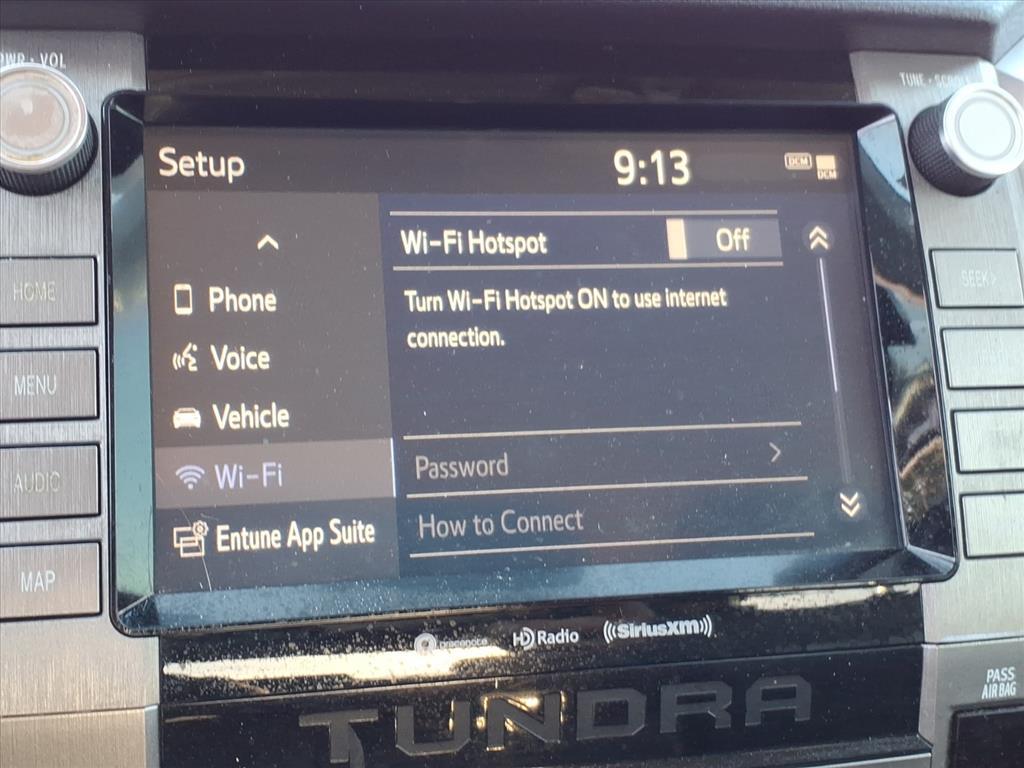 PWR · VOL
TUNE · SCROLL
Setup
9:13
DCM
DCM
Wi-Fi Hotspot
Off
Turn Wi-Fi Hotspot ON to use internet
connection.
Phone
Voice
Vehicle
Wi-Fi
Entune App Suite
Password
How to Connect
HOME
MENU
AUDIO
MAP
SEEK >
gracenote
HD Radio
((SiriusXM))
TUNDRA
PASS
AIR BAG